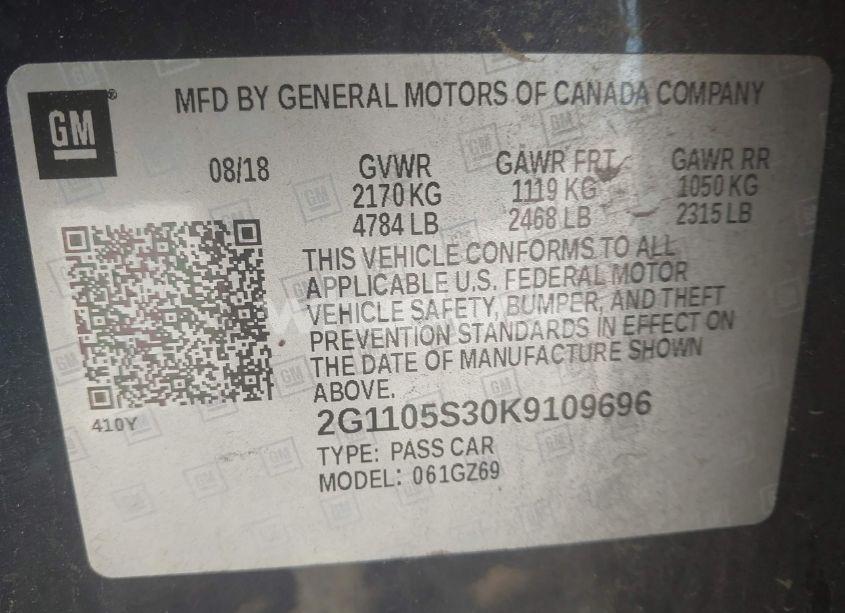 GM®
MFD BY GENERAL MOTORS OF CANADA COMPANY
08/18
GVWR
2170 KG
4784 LB
GAWR FRT
1119 KG
2468 LB
GAWR RR
1050 KG
2315 LB
THIS VEHICLE CONFORMS TO ALL
APPLICABLE U.S. FEDERAL MOTOR
VEHICLE SAFETY, BUMPER, AND THEFT
PREVENTION STANDARDS IN EFFECT ON
THE DATE OF MANUFACTURE SHOWN
ABOVE.
410Y
2G1105S30K9109696
TYPE: PASS CAR
MODEL: 061GZ69